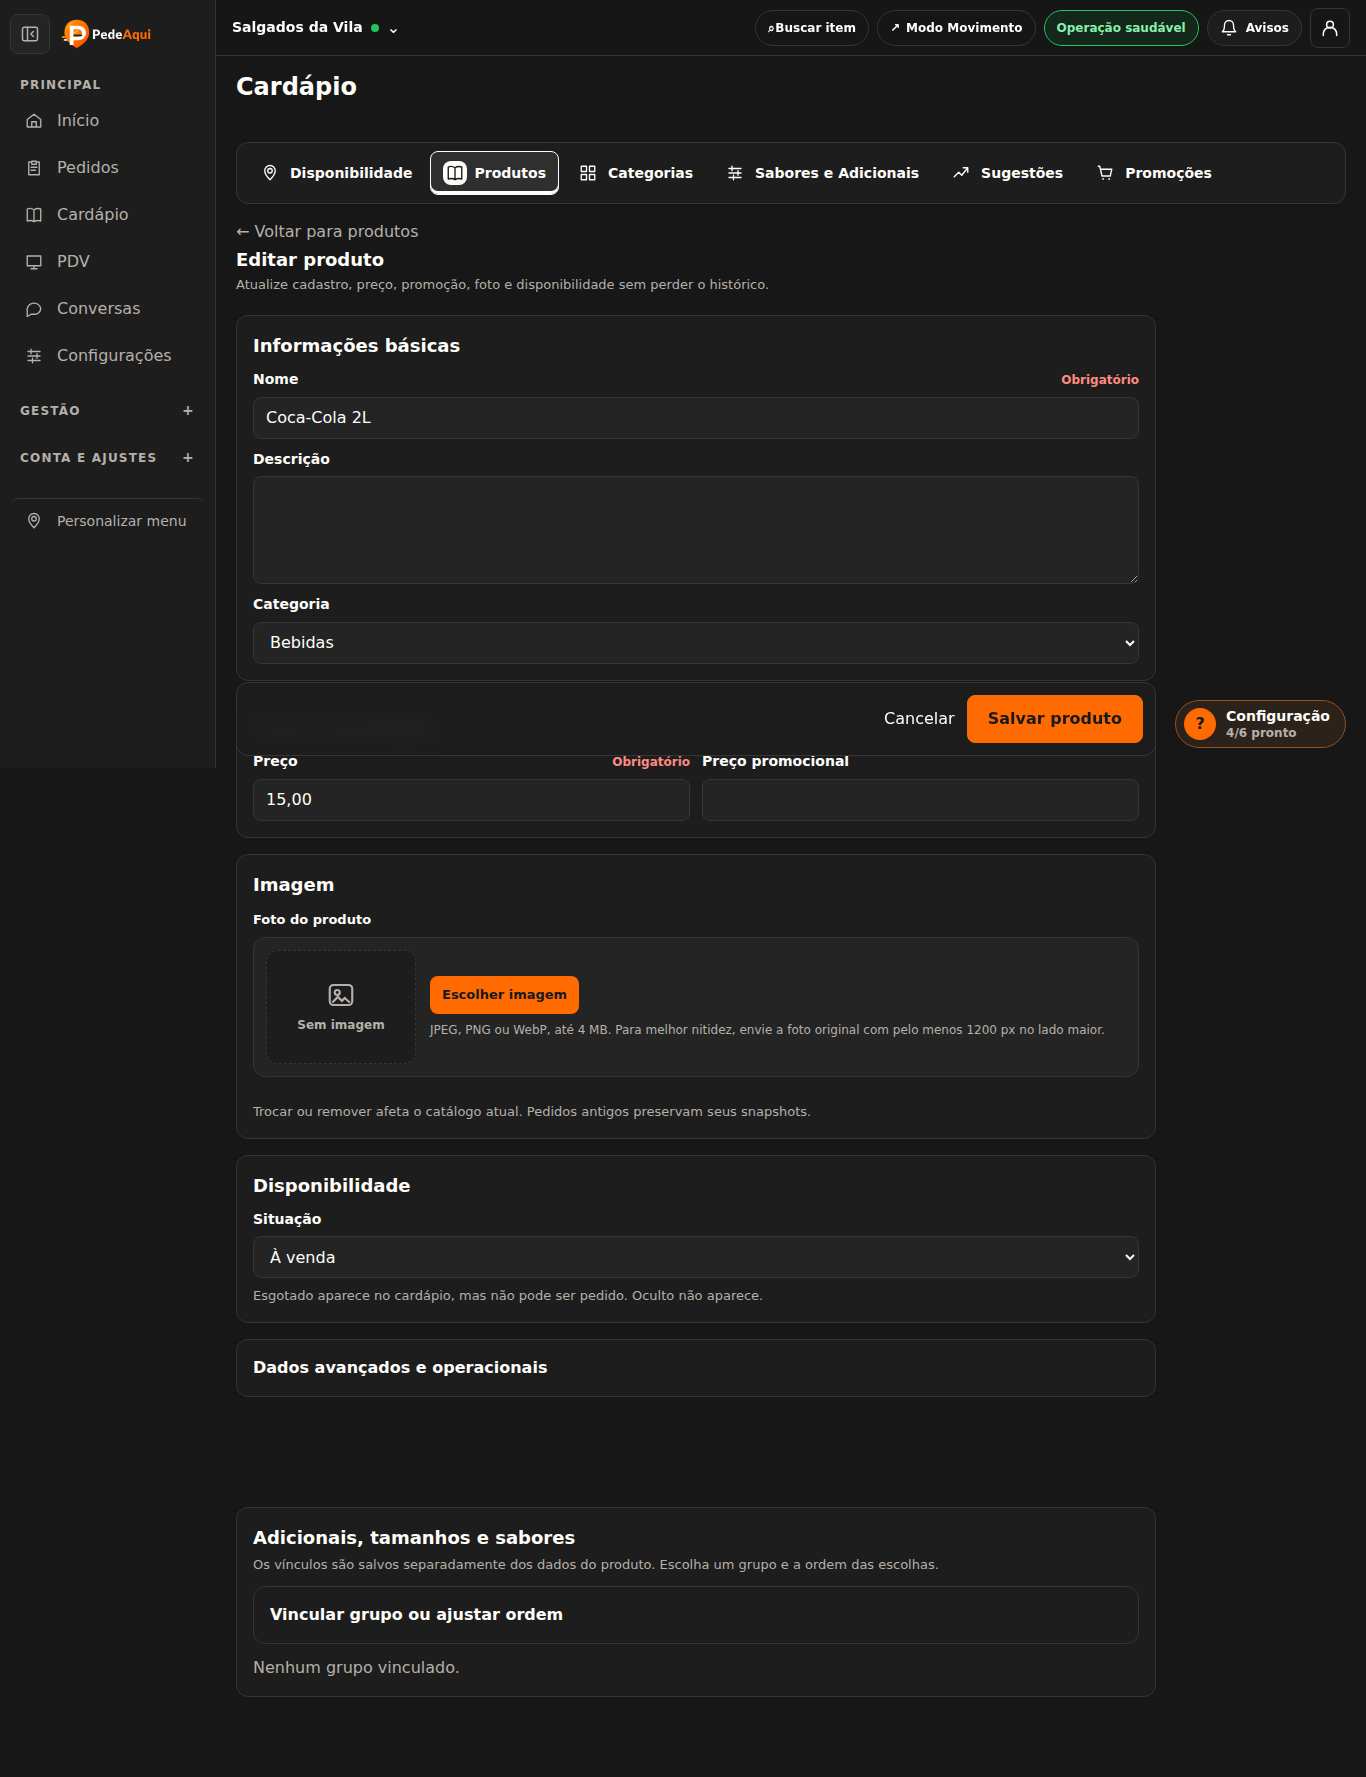 PedeAqui
Salgados da Vila
Buscar item
↗ Modo Movimento
Operação saudável
Avisos
PRINCIPAL
Início
Pedidos
Cardápio
PDV
Conversas
Configurações
GESTÃO +
CONTA E AJUSTES +
Personalizar menu
Cardápio
Disponibilidade
Produtos
Categorias
Sabores e Adicionais
Sugestões
Promoções
← Voltar para produtos
Editar produto
Atualize cadastro, preço, promoção, foto e disponibilidade sem perder o histórico.
Informações básicas
Nome
Obrigatório
Coca-Cola 2L
Descrição
Categoria
Bebidas
Cancelar
Salvar produto
?
Configuração
4/6 pronto
Preço
Obrigatório
Preço promocional
15,00
Imagem
Foto do produto
Sem imagem
Escolher imagem
JPEG, PNG ou WebP, até 4 MB. Para melhor nitidez, envie a foto original com pelo menos 1200 px no lado maior.
Trocar ou remover afeta o catálogo atual. Pedidos antigos preservam seus snapshots.
Disponibilidade
Situação
À venda
Esgotado aparece no cardápio, mas não pode ser pedido. Oculto não aparece.
Dados avançados e operacionais
Adicionais, tamanhos e sabores
Os vínculos são salvos separadamente dos dados do produto. Escolha um grupo e a ordem das escolhas.
Vincular grupo ou ajustar ordem
Nenhum grupo vinculado.